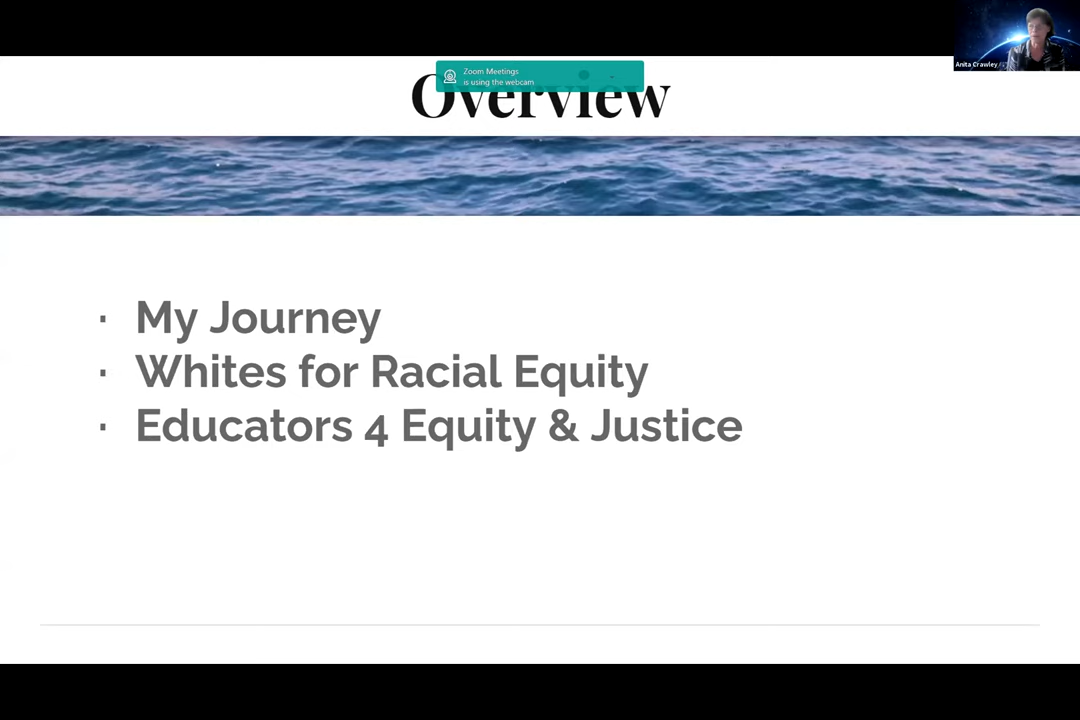 Anita Crawley
Zoom Meetings
is using the webcam
Overview
· My Journey
· Whites for Racial Equity
· Educators 4 Equity & Justice